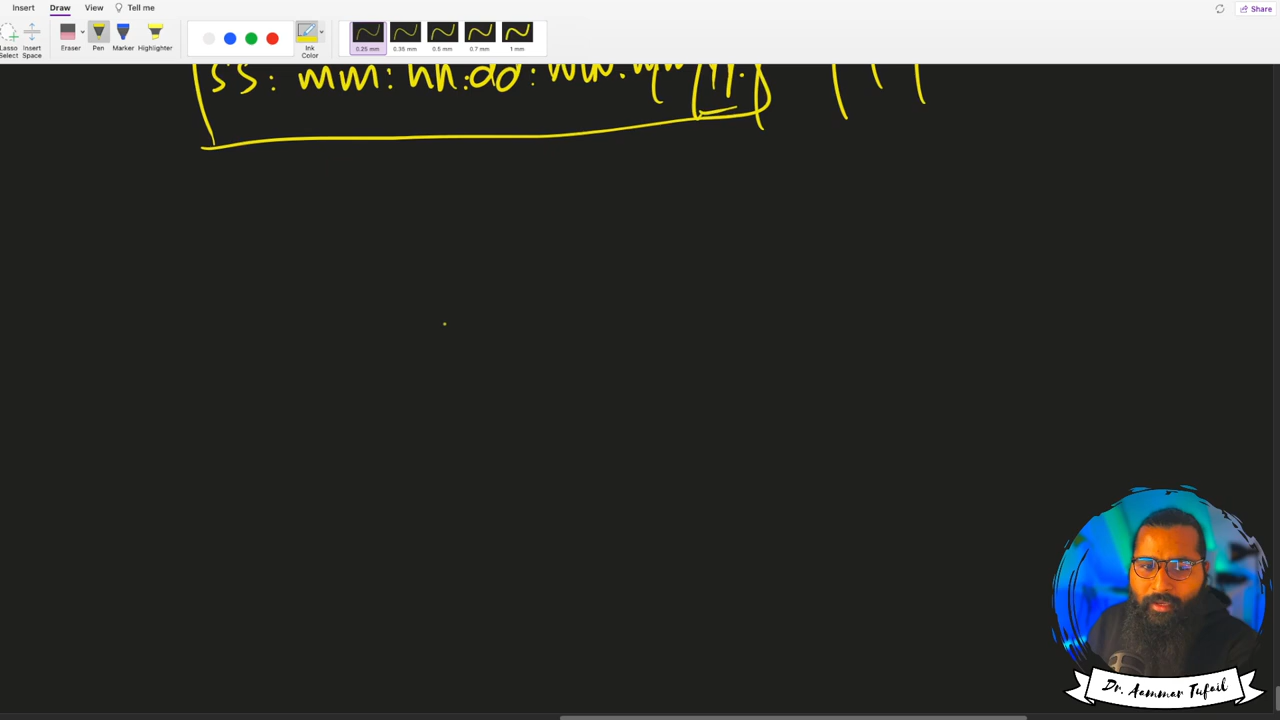 Insert Draw View Tell me
Share
Lasso Select
Insert Space
Eraser
Pen
Marker
Highlighter
Ink Color
0.25 mm
0.35 mm
0.5 mm
0.7 mm
1 mm
ss: mm: hh:dd:
Dr. Aammar Tufail